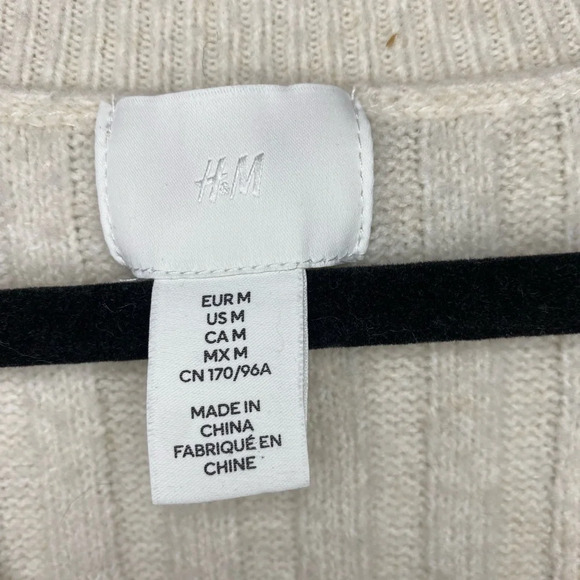 H&M
EUR M
US M
CA M
MX M
CN 170/96A
MADE IN
CHINA
FABRIQUÉ EN
CHINE